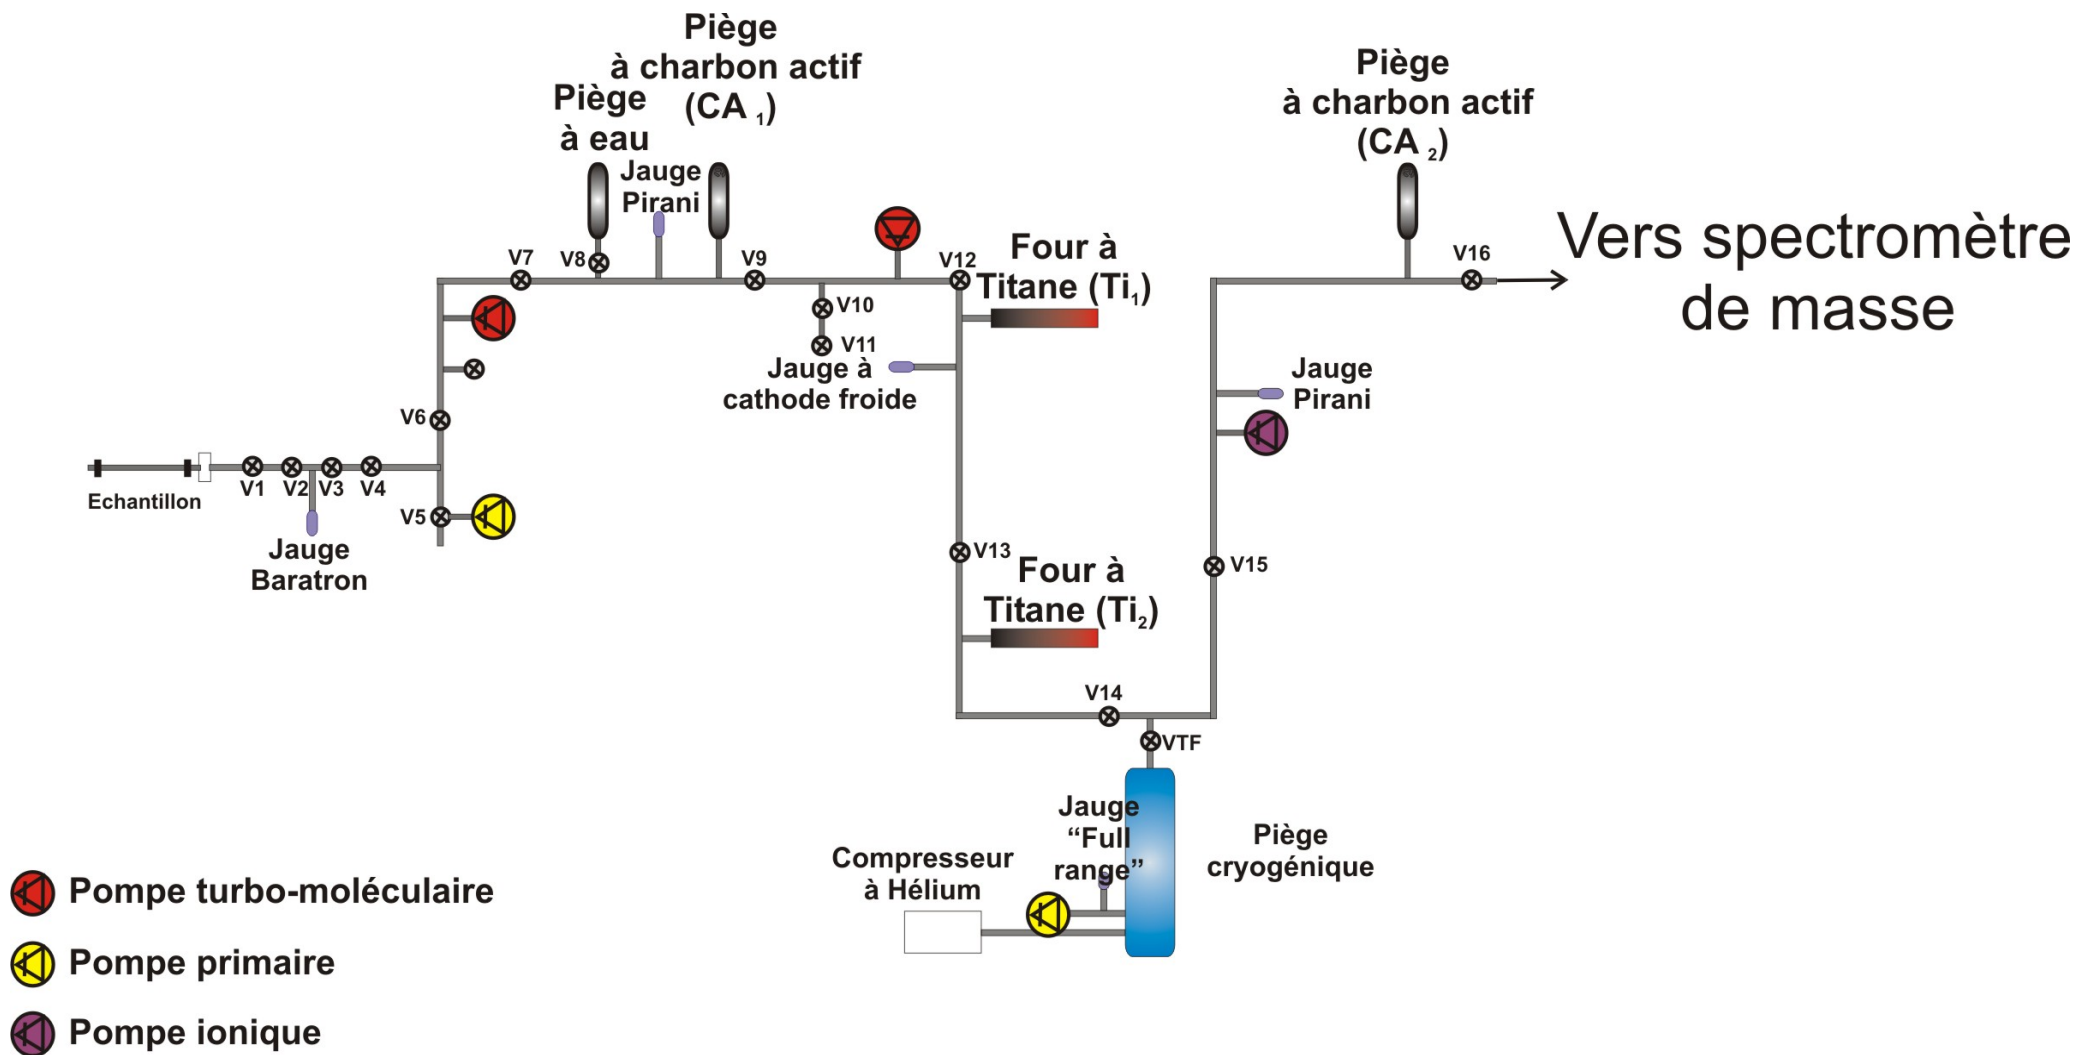 Piège
à charbon actif
(CA 1)
Piège
à eau
Jauge
Pirani
Piège
à charbon actif
(CA 2)
Vers spectromètre
de masse
V7
V8
V9
V12
V16
Four à
Titane (Ti1)
V10
V11
Jauge à
cathode froide
Jauge
Pirani
V6
Echantillon
V1
V2
V3
V4
V5
Jauge
Baratron
V13
Four à
Titane (Ti2)
V15
V14
VTF
Jauge
“Full
range”
Piège
cryogénique
Compresseur
à Hélium
Pompe turbo-moléculaire
Pompe primaire
Pompe ionique